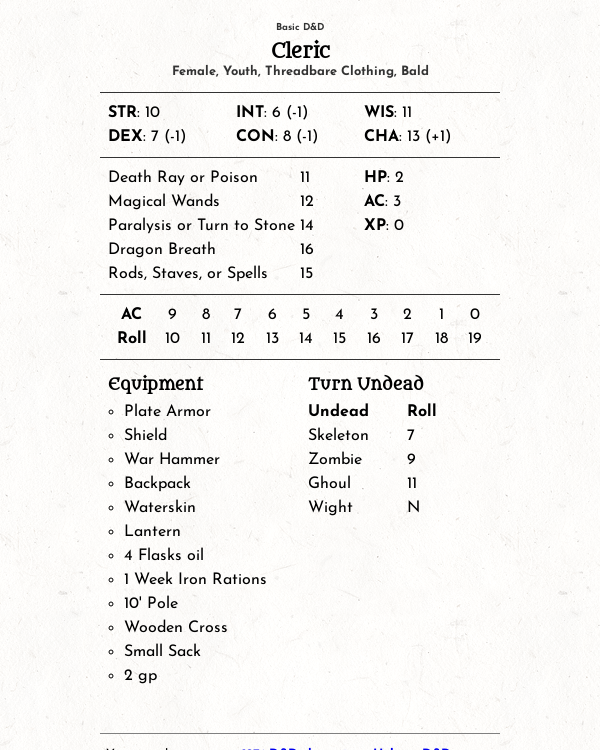 Basic D&D
Cleric
Female, Youth, Threadbare Clothing, Bald
STR: 10 INT: 6 (-1) WIS: 11
DEX: 7 (-1) CON: 8 (-1) CHA: 13 (+1)
Death Ray or Poison 11 HP: 2
Magical Wands 12 AC: 3
Paralysis or Turn to Stone 14 XP: 0
Dragon Breath 16
Rods, Staves, or Spells 15
AC 9 8 7 6 5 4 3 2 1 0
Roll 10 11 12 13 14 15 16 17 18 19
Equipment
◦ Plate Armor
◦ Shield
◦ War Hammer
◦ Backpack
◦ Waterskin
◦ Lantern
◦ 4 Flasks oil
◦ 1 Week Iron Rations
◦ 10' Pole
◦ Wooden Cross
◦ Small Sack
◦ 2 gp
Turn Undead
Undead Roll
Skeleton 7
Zombie 9
Ghoul 11
Wight N